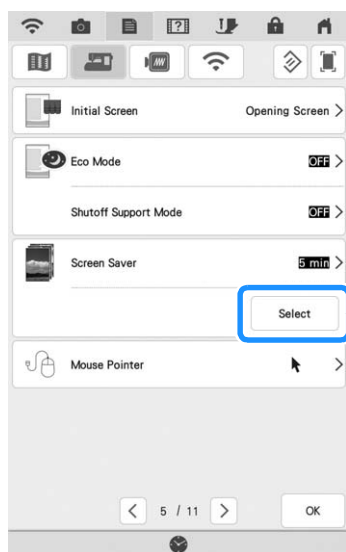 Initial Screen Opening Screen >
Eco Mode OFF >
Shutoff Support Mode OFF >
Screen Saver 5 min >
Select
Mouse Pointer >
< 5 / 11 > OK